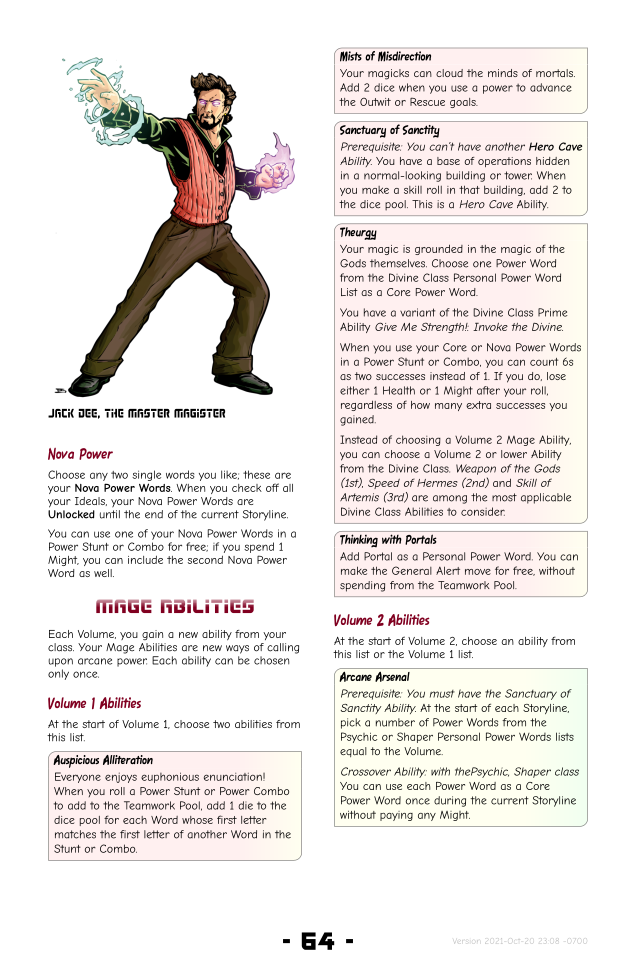 JACK DEE, THE MASTER MAGISTER
Nova Power
Choose any two single words you like; these are
your Nova Power Words. When you check off all
your Ideals, your Nova Power Words are
Unlocked until the end of the current Storyline.
You can use one of your Nova Power Words in a
Power Stunt or Combo for free; if you spend 1
Might, you can include the second Nova Power
Word as well.
MAGE ABILITIES
Each Volume, you gain a new ability from your
class. Your Mage Abilities are new ways of calling
upon arcane power. Each ability can be chosen
only once.
Volume 1 Abilities
At the start of Volume 1, choose two abilities from
this list.
Auspicious Alliteration
Everyone enjoys euphonious enunciation!
When you roll a Power Stunt or Power Combo
to add to the Teamwork Pool, add 1 die to the
dice pool for each Word whose first letter
matches the first letter of another Word in the
Stunt or Combo.
Mists of Misdirection
Your magicks can cloud the minds of mortals.
Add 2 dice when you use a power to advance
the Outwit or Rescue goals.
Sanctuary of Sanctity
Prerequisite: You can't have another Hero Cave
Ability. You have a base of operations hidden
in a normal-looking building or tower. When
you make a skill roll in that building, add 2 to
the dice pool. This is a Hero Cave Ability.
Theurgy
Your magic is grounded in the magic of the
Gods themselves. Choose one Power Word
from the Divine Class Personal Power Word
List as a Core Power Word.
You have a variant of the Divine Class Prime
Ability Give Me Strength!: Invoke the Divine.
When you use your Core or Nova Power Words
in a Power Stunt or Combo, you can count 6s
as two successes instead of 1. If you do, lose
either 1 Health or 1 Might after your roll,
regardless of how many extra successes you
gained.
Instead of choosing a Volume 2 Mage Ability,
you can choose a Volume 2 or lower Ability
from the Divine Class. Weapon of the Gods
(1st), Speed of Hermes (2nd) and Skill of
Artemis (3rd) are among the most applicable
Divine Class Abilities to consider.
Thinking with Portals
Add Portal as a Personal Power Word. You can
make the General Alert move for free, without
spending from the Teamwork Pool.
Volume 2 Abilities
At the start of Volume 2, choose an ability from
this list or the Volume 1 list.
Arcane Arsenal
Prerequisite: You must have the Sanctuary of
Sanctity Ability. At the start of each Storyline,
pick a number of Power Words from the
Psychic or Shaper Personal Power Words lists
equal to the Volume.
Crossover Ability: with thePsychic, Shaper class
You can use each Power Word as a Core
Power Word once during the current Storyline
without paying any Might.
- 64 -
Version 2021-Oct-20 23:08 -0700